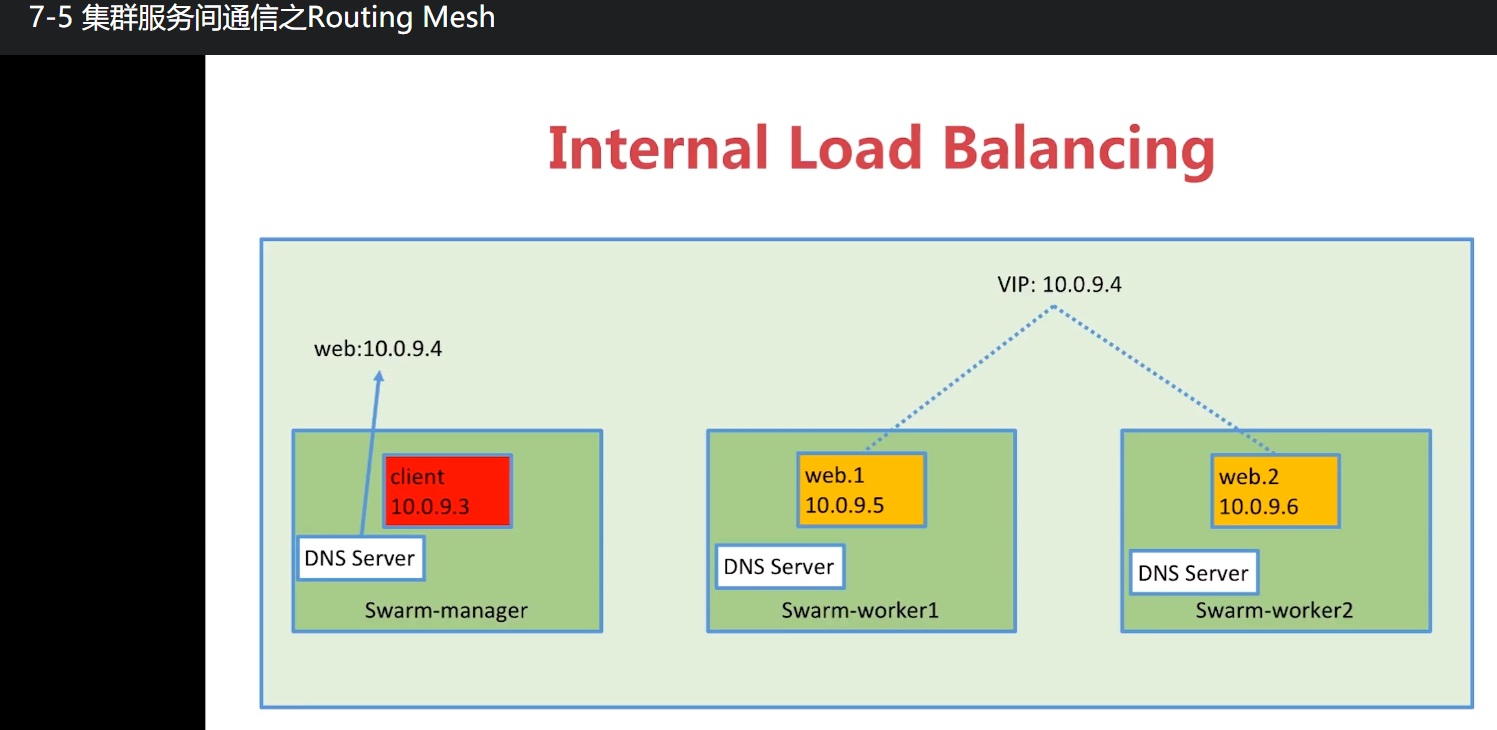 7-5 集群服务间通信之Routing Mesh
Internal Load Balancing
VIP: 10.0.9.4
web:10.0.9.4
client
10.0.9.3
DNS Server
Swarm-manager
web.1
10.0.9.5
DNS Server
Swarm-worker1
web.2
10.0.9.6
DNS Server
Swarm-worker2